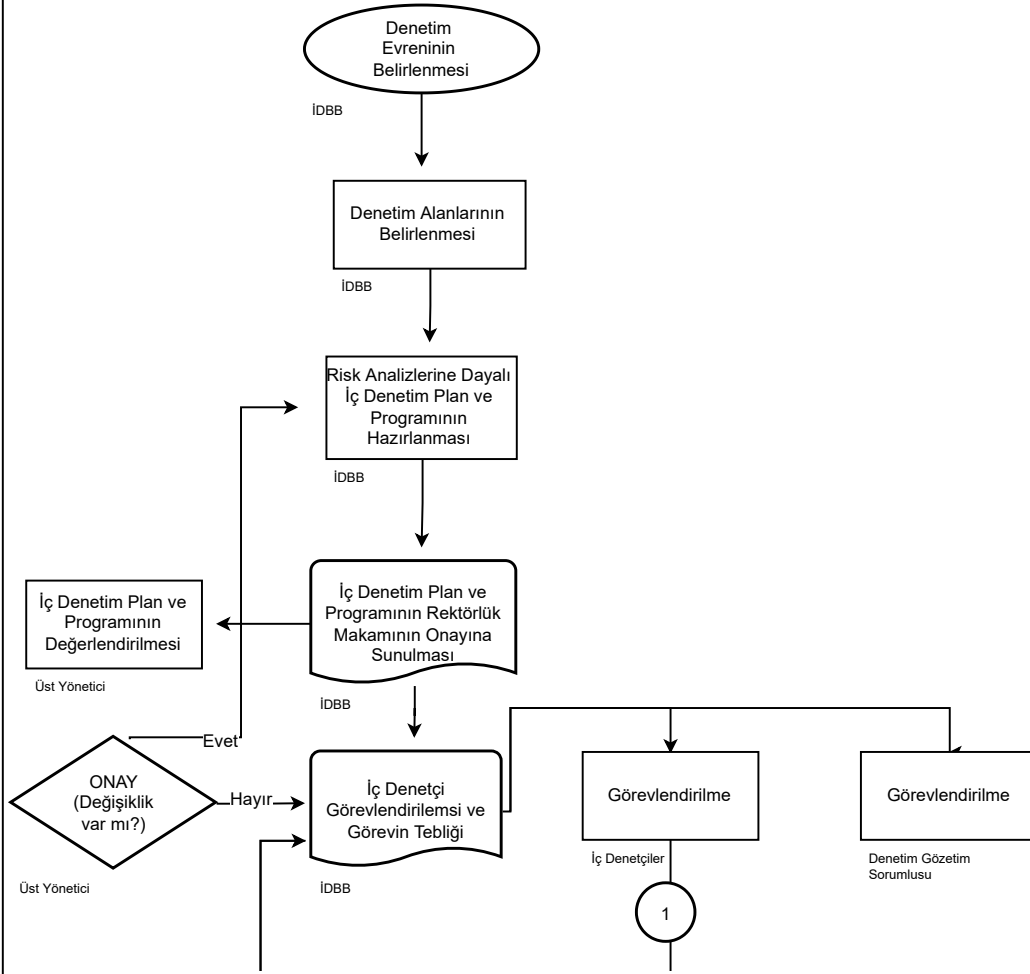 Denetim
Evreninin
Belirlenmesi
İDBB
Denetim Alanlarının
Belirlenmesi
İDBB
Risk Analizlerine Dayalı
İç Denetim Plan ve
Programının
Hazırlanması
İDBB
İç Denetim Plan ve
Programının
Değerlendirilmesi
Üst Yönetici
İç Denetim Plan ve
Programının Rektörlük
Makamının Onayına
Sunulması
İDBB
Evet
ONAY
(Değişiklik
var mı?)
Hayır
Üst Yönetici
İç Denetçi
Görevlendirilemsi ve
Görevin Tebliği
İDBB
Görevlendirilme
İç Denetçiler
1
Görevlendirilme
Denetim Gözetim
Sorumlusu